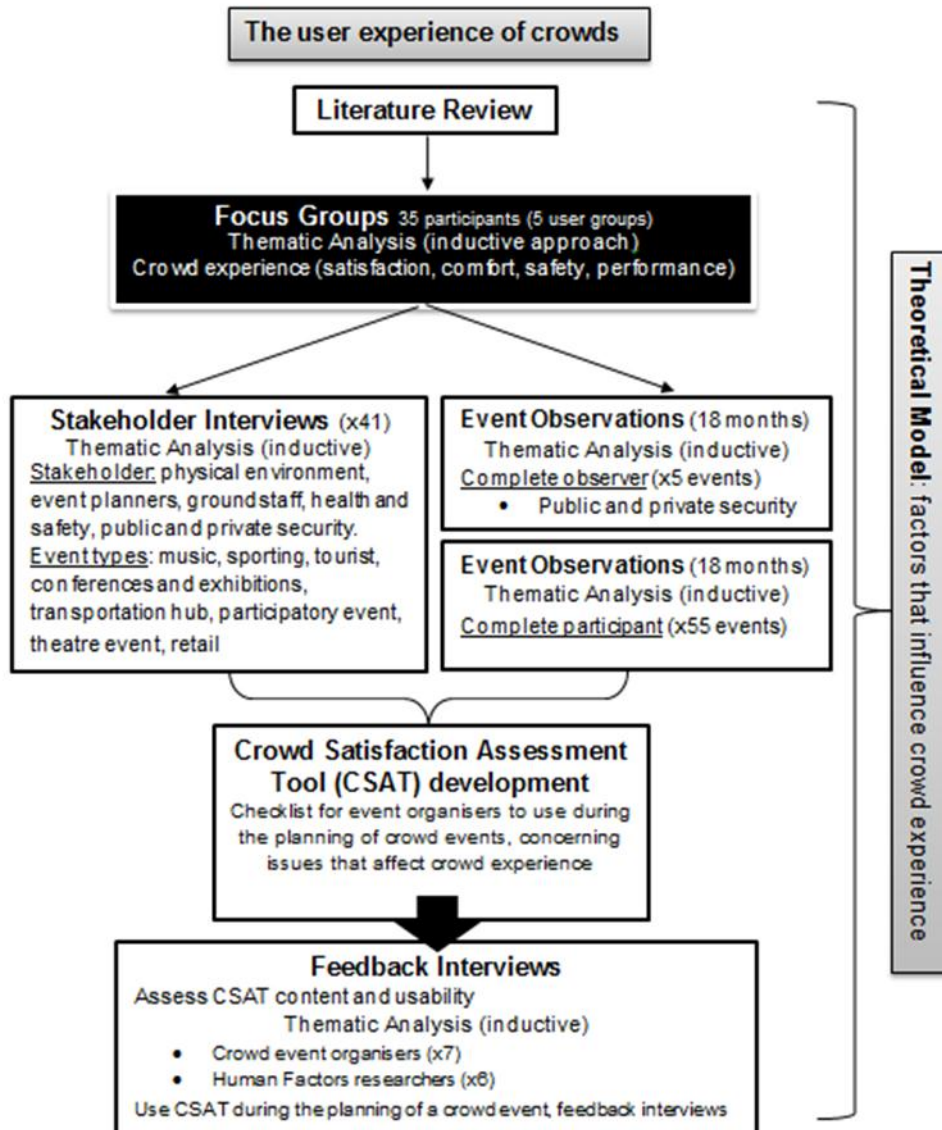 The user experience of crowds
Literature Review
Focus Groups 35 participants (5 user groups)
Thematic Analysis (inductive approach)
Crowd experience (satisfaction, comfort, safety, performance)
Stakeholder Interviews (x41)
Thematic Analysis (inductive)
Stakeholder: physical environment,
event planners, ground staff, health and
safety, public and private security.
Event types: music, sporting, tourist,
conferences and exhibitions,
transportation hub, participatory event,
theatre event, retail
Event Observations (18 months)
Thematic Analysis (inductive)
Complete observer (x5 events)
• Public and private security
Event Observations (18 months)
Thematic Analysis (inductive)
Complete participant (x55 events)
Crowd Satisfaction Assessment
Tool (CSAT) development
Checklist for event organisers to use during
the planning of crowd events, concerning
issues that affect crowd experience
Feedback Interviews
Assess CSAT content and usability
Thematic Analysis (inductive)
• Crowd event organisers (x7)
• Human Factors researchers (x6)
Use CSAT during the planning of a crowd event, feedback interviews
Theoretical Model: factors that influence crowd experience